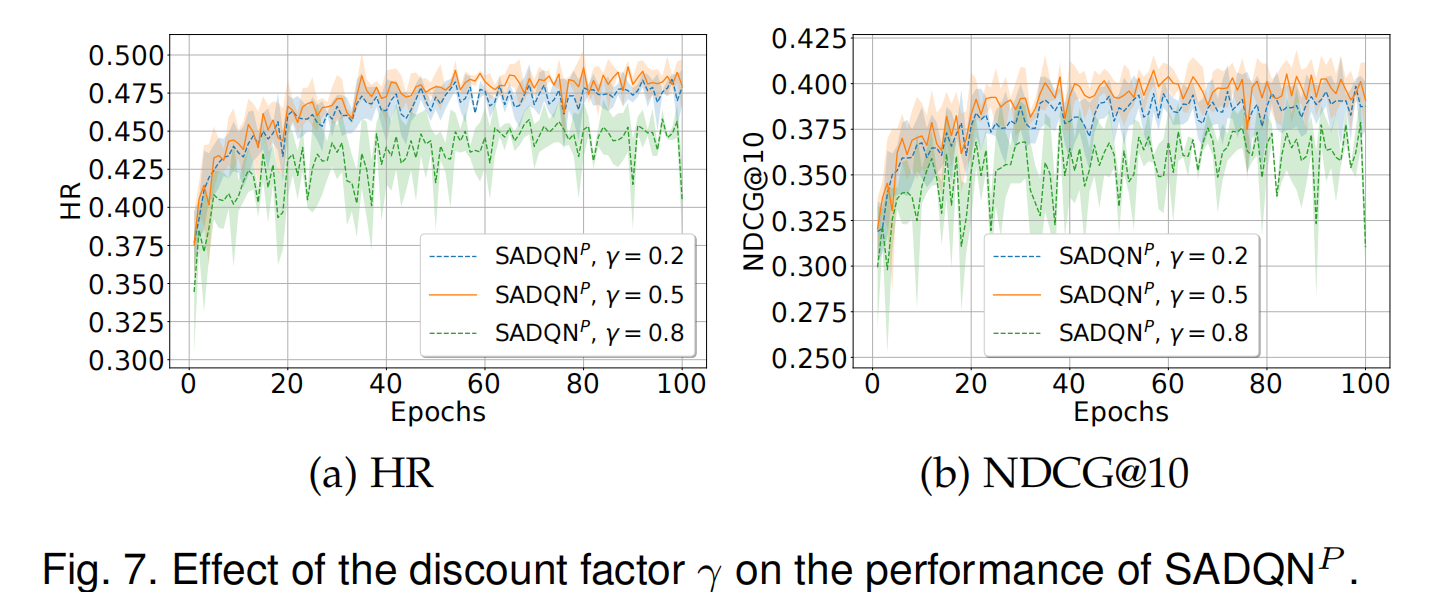 0.500
0.475
0.450
0.425
0.400
0.375
0.350
0.325
0.300
HR
0 20 40 60 80 100
Epochs
SADQN^P, γ = 0.2
SADQN^P, γ = 0.5
SADQN^P, γ = 0.8
(a) HR
0.425
0.400
0.375
0.350
0.325
0.300
0.275
0.250
NDCG@10
0 20 40 60 80 100
Epochs
SADQN^P, γ = 0.2
SADQN^P, γ = 0.5
SADQN^P, γ = 0.8
(b) NDCG@10
Fig. 7. Effect of the discount factor γ on the performance of SADQN^P.